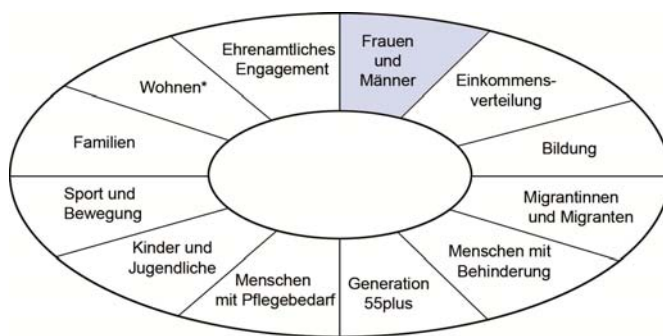 Frauen
und
Männer
Einkommens-
verteilung
Bildung
Migrantinnen
und Migranten
Menschen mit
Behinderung
Generation
55plus
Menschen
mit Pflegebedarf
Kinder und
Jugendliche
Sport und
Bewegung
Familien
Wohnen*
Ehrenamtliches
Engagement